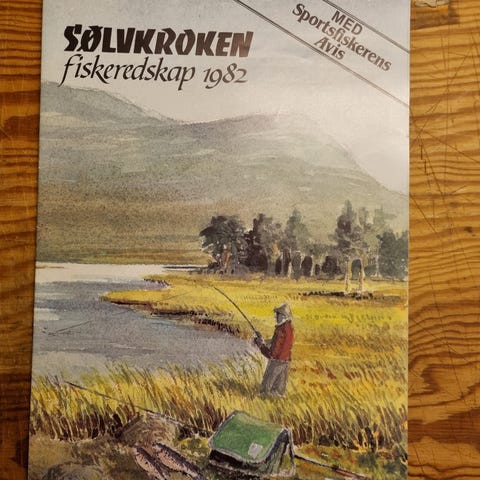 SØLVKROKEN
fiskeredskap 1982
MED
Sportsfiskerens
Avis